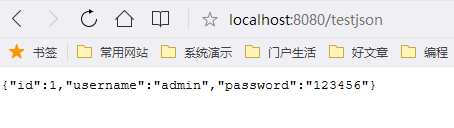 localhost:8080/testjson
书签 常用网站 系统演示 门户生活 好文章 编程
{"id":1,"username":"admin","password":"123456"}